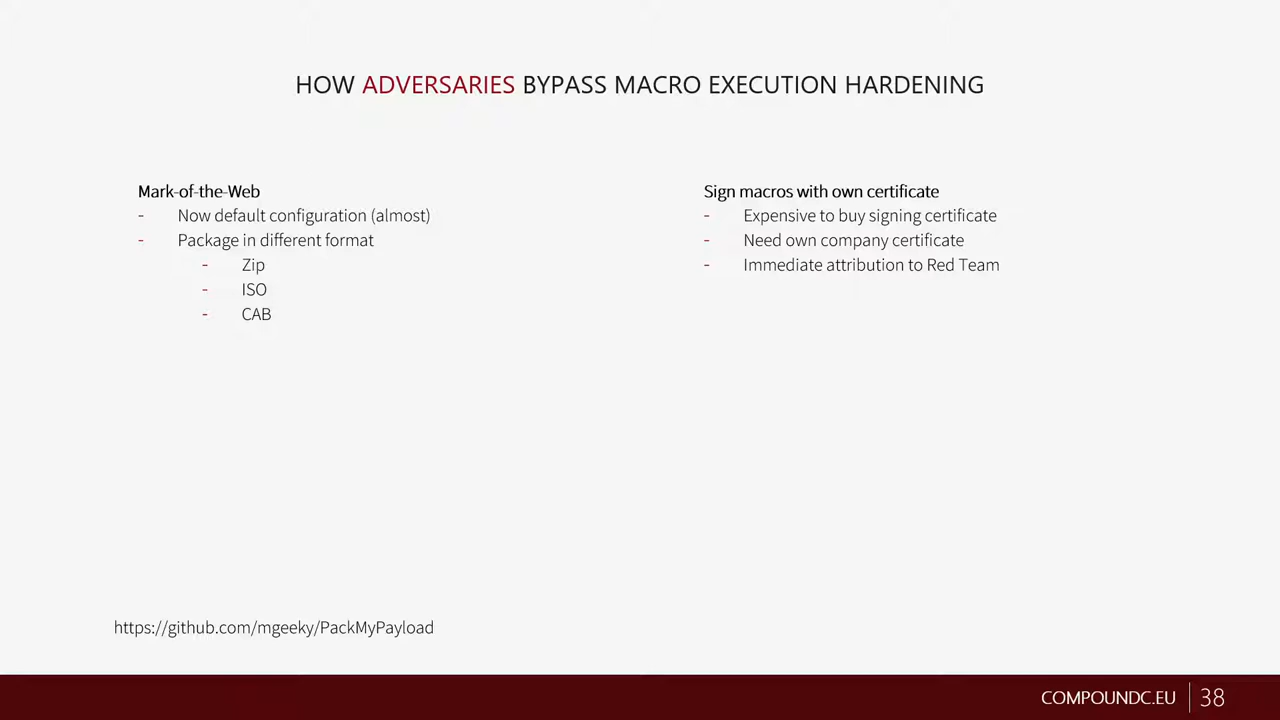 HOW ADVERSARIES BYPASS MACRO EXECUTION HARDENING
Mark-of-the-Web
- Now default configuration (almost)
- Package in different format
- Zip
- ISO
- CAB
Sign macros with own certificate
- Expensive to buy signing certificate
- Need own company certificate
- Immediate attribution to Red Team
https://github.com/mgeeky/PackMyPayload
COMPOUNDC.EU | 38